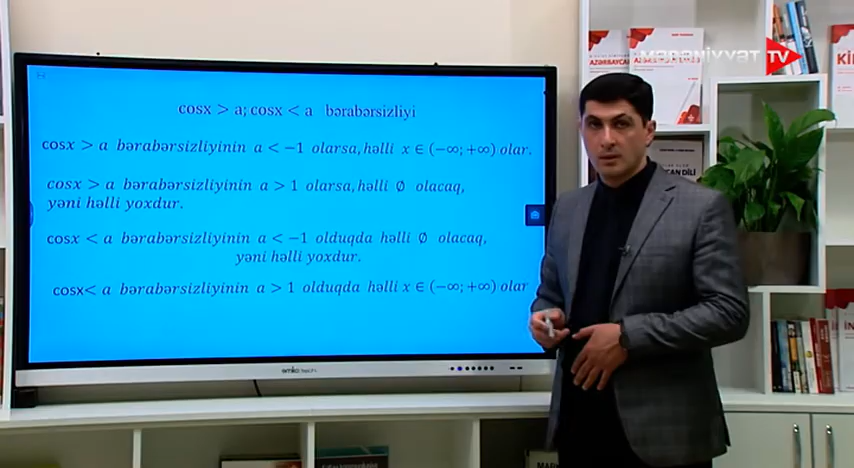 MƏDƏNİYYƏT TV
cosx > a; cosx < a bərabərsizliyi
cosx > a bərabərsizliyinin a < −1 olarsa, həlli x ∈ (−∞; +∞) olar.
cosx > a bərabərsizliyinin a > 1 olarsa, həlli ∅ olacaq,
yəni həlli yoxdur.
cosx < a bərabərsizliyinin a < −1 olduqda həlli ∅ olacaq,
yəni həlli yoxdur.
cosx< a bərabərsizliyinin a > 1 olduqda həlli x ∈ (−∞; +∞) olar